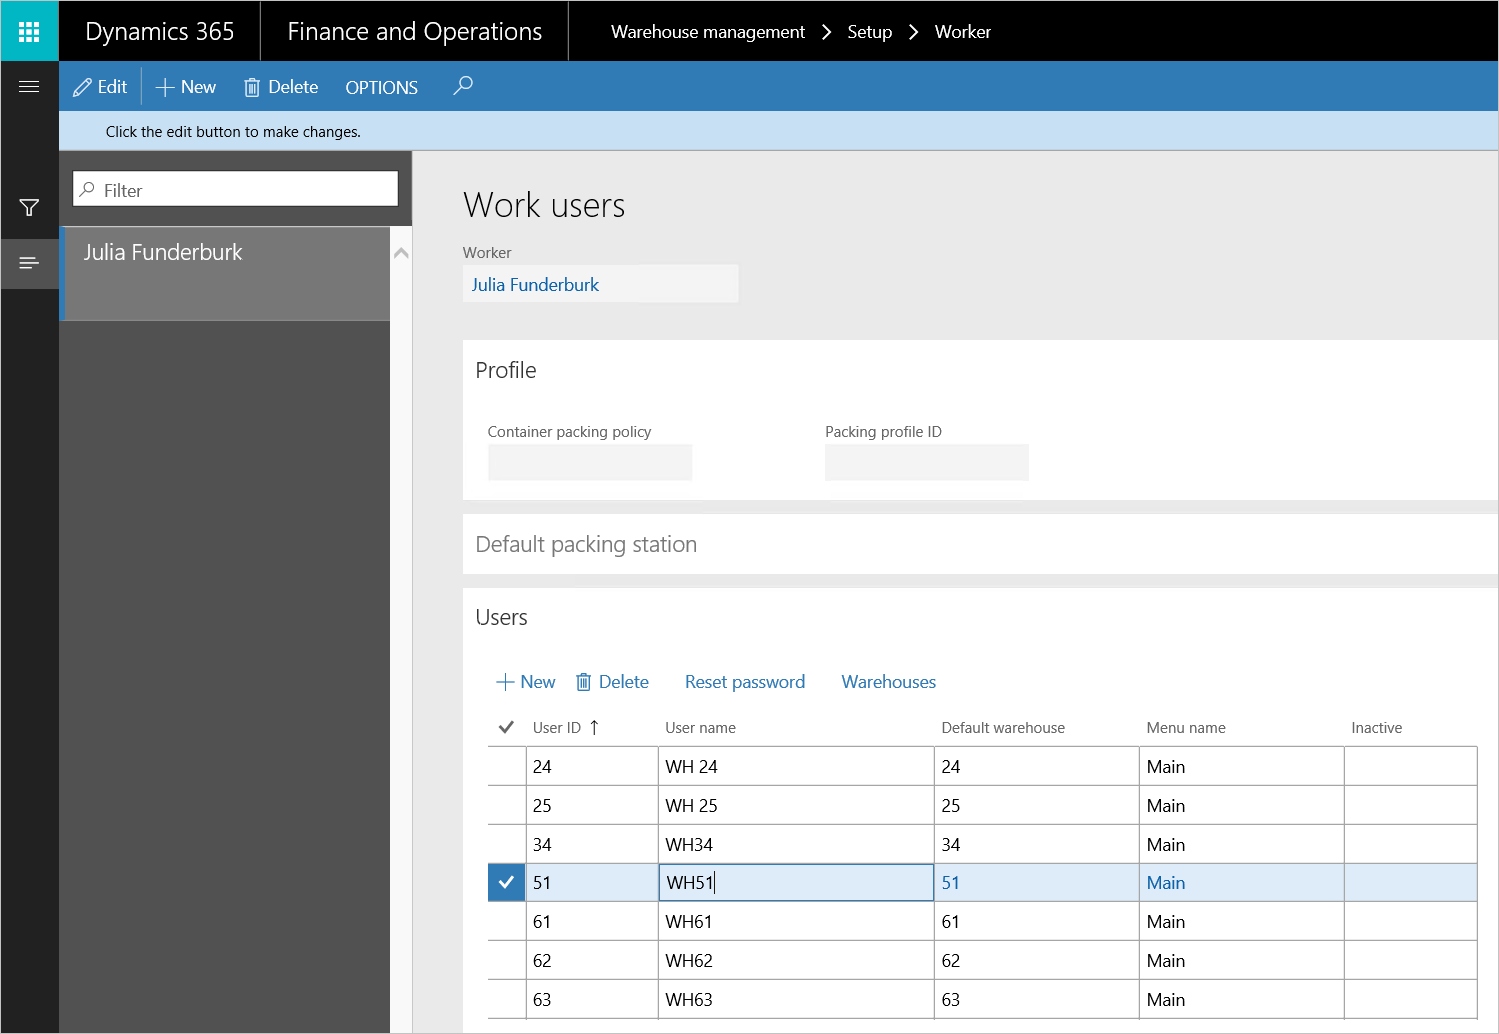 Dynamics 365 Finance and Operations Warehouse management > Setup > Worker
Edit New Delete OPTIONS
Click the edit button to make changes.
Filter
Julia Funderburk
Work users
Worker
Julia Funderburk
Profile
Container packing policy Packing profile ID
Default packing station
Users
New Delete Reset password Warehouses
User ID ↑ User name Default warehouse Menu name Inactive
24 WH 24 24 Main
25 WH 25 25 Main
34 WH34 34 Main
51 WH51 51 Main
61 WH61 61 Main
62 WH62 62 Main
63 WH63 63 Main